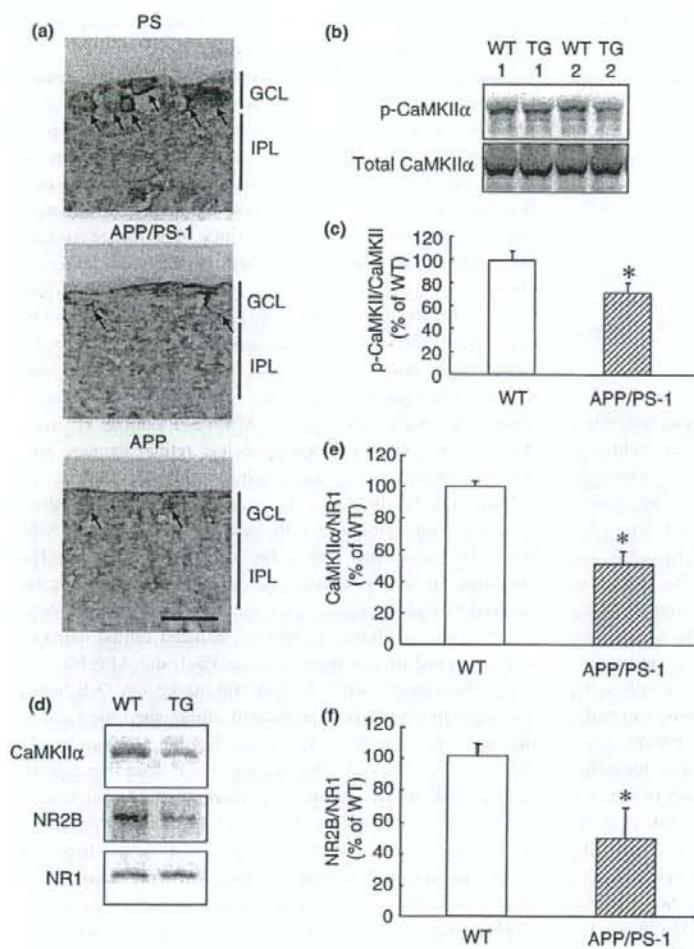 (a)
PS
GCL
IPL
APP/PS-1
GCL
IPL
APP
GCL
IPL
(b)
WT TG WT TG
1 1 2 2
p-CaMKIIα
Total CaMKIIα
(c)
p-CaMKII/CaMKII
(% of WT)
120
100
80
60
40
20
0
*
WT APP/PS-1
(d)
WT TG
CaMKIIα
NR2B
NR1
(e)
CaMKIIα/NR1
(% of WT)
120
100
80
60
40
20
0
*
WT APP/PS-1
(f)
NR2B/NR1
(% of WT)
120
100
80
60
40
20
0
*
WT APP/PS-1